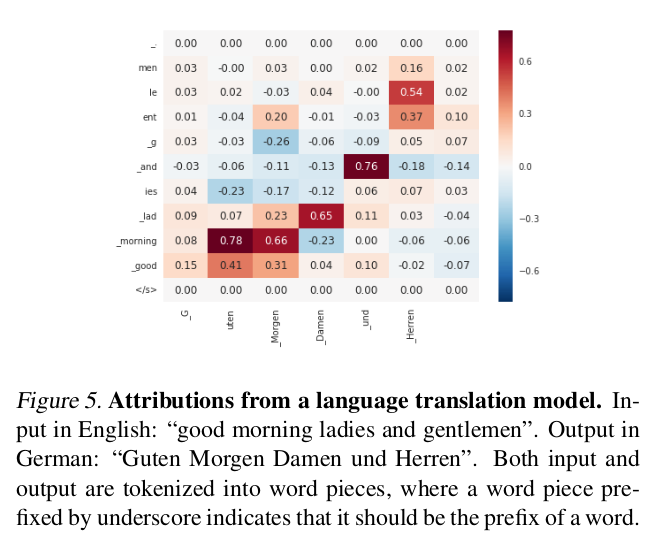 _.
0.00 0.00 0.00 0.00 0.00 0.00 0.00
men 0.03 -0.00 0.03 0.00 0.02 0.16 0.02
le 0.03 0.02 -0.03 0.04 -0.00 0.54 0.02
ent 0.01 -0.04 0.20 -0.01 -0.03 0.37 0.10
_g 0.03 -0.03 -0.26 -0.06 -0.09 0.05 0.07
_and -0.03 -0.06 -0.11 -0.13 0.76 -0.18 -0.14
ies 0.04 -0.23 -0.17 -0.12 0.06 0.07 0.03
_lad 0.09 0.07 0.23 0.65 0.11 0.03 -0.04
_morning 0.08 0.78 0.66 -0.23 0.00 -0.06 -0.06
_good 0.15 0.41 0.31 0.04 0.10 -0.02 -0.07
</s> 0.00 0.00 0.00 0.00 0.00 0.00 0.00
_G uten _Morgen _Damen _und _Herren
0.6
0.3
0.0
−0.3
−0.6
Figure 5. Attributions from a language translation model. In-
put in English: “good morning ladies and gentlemen”. Output in
German: “Guten Morgen Damen und Herren”. Both input and
output are tokenized into word pieces, where a word piece pre-
fixed by underscore indicates that it should be the prefix of a word.